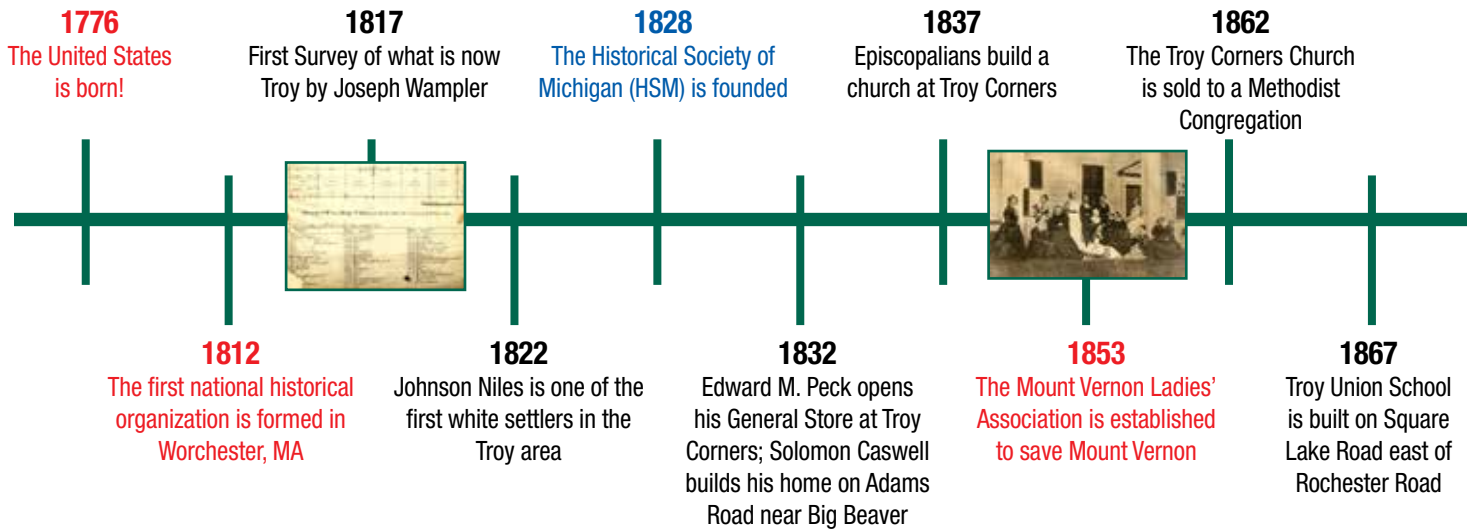 1776
The United States
is born!
1817
First Survey of what is now
Troy by Joseph Wampler
1828
The Historical Society of
Michigan (HSM) is founded
1837
Episcopalians build a
church at Troy Corners
1862
The Troy Corners Church
is sold to a Methodist
Congregation
1812
The first national historical
organization is formed in
Worchester, MA
1822
Johnson Niles is one of the
first white settlers in the
Troy area
1832
Edward M. Peck opens
his General Store at Troy
Corners; Solomon Caswell
builds his home on Adams
Road near Big Beaver
1853
The Mount Vernon Ladies’
Association is established
to save Mount Vernon
1867
Troy Union School
is built on Square
Lake Road east of
Rochester Road